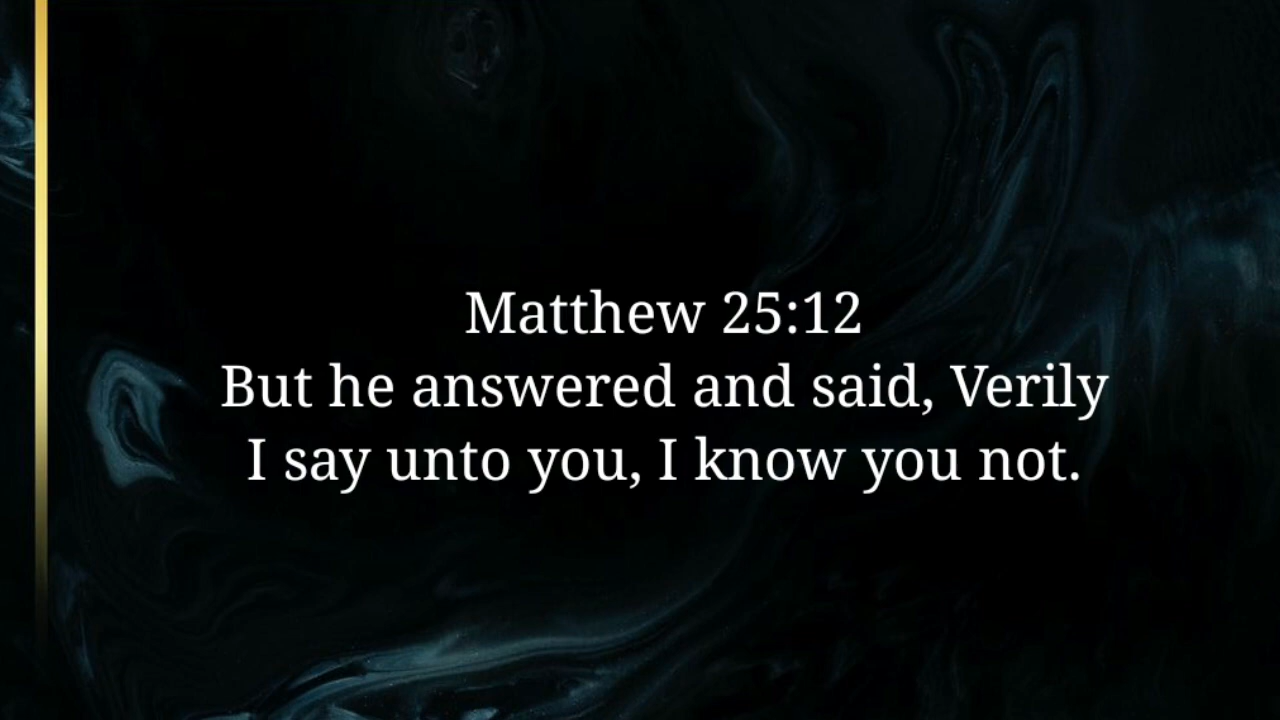 Matthew 25:12
But he answered and said, Verily
I say unto you, I know you not.